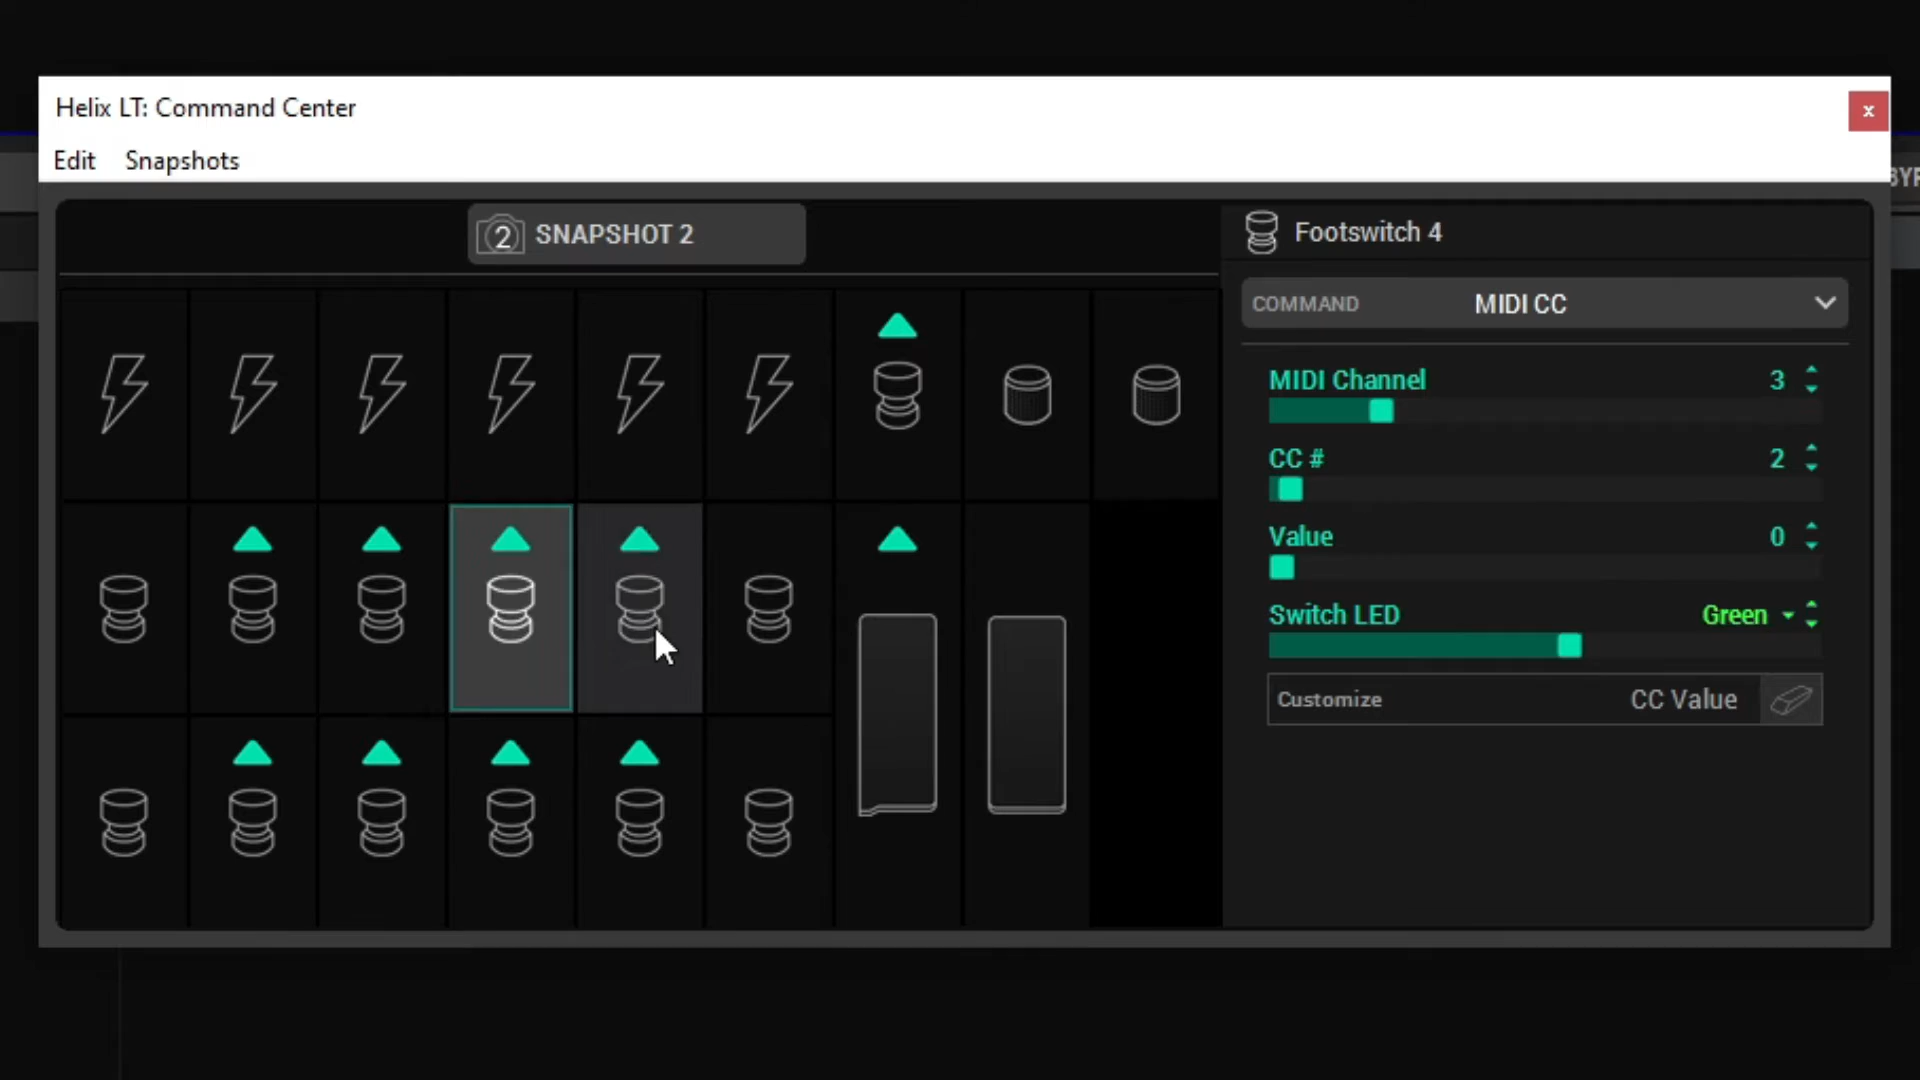 Helix LT: Command Center
x
Edit Snapshots
BYP
2 SNAPSHOT 2
Footswitch 4
COMMAND MIDI CC
MIDI Channel 3
CC # 2
Value 0
Switch LED Green
Customize CC Value